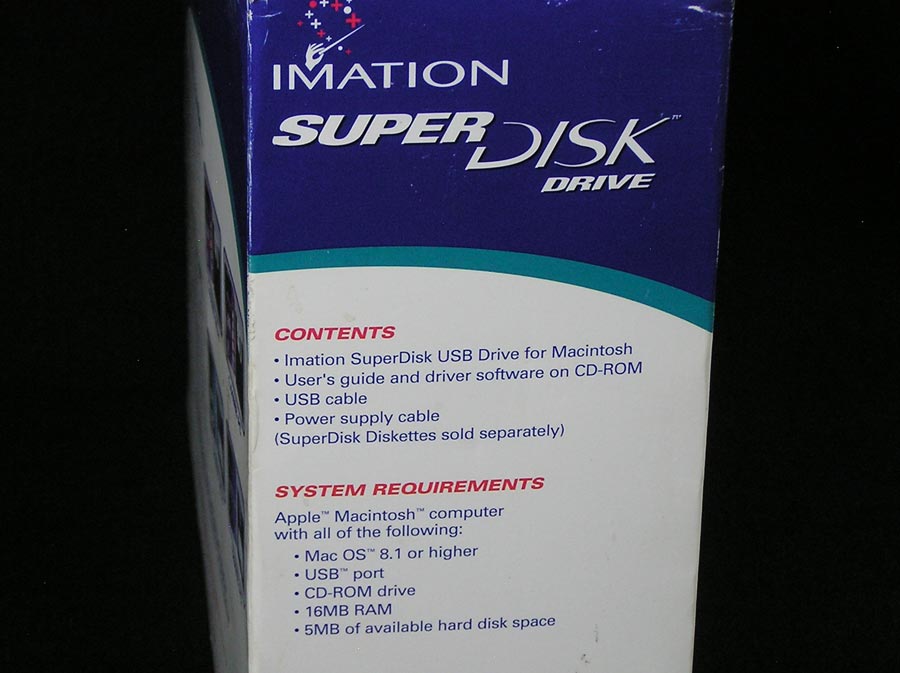 IMATION
SUPERDISK™
DRIVE
CONTENTS
• Imation SuperDisk USB Drive for Macintosh
• User's guide and driver software on CD-ROM
• USB cable
• Power supply cable
(SuperDisk Diskettes sold separately)
SYSTEM REQUIREMENTS
Apple™ Macintosh™ computer
with all of the following:
• Mac OS™ 8.1 or higher
• USB™ port
• CD-ROM drive
• 16MB RAM
• 5MB of available hard disk space